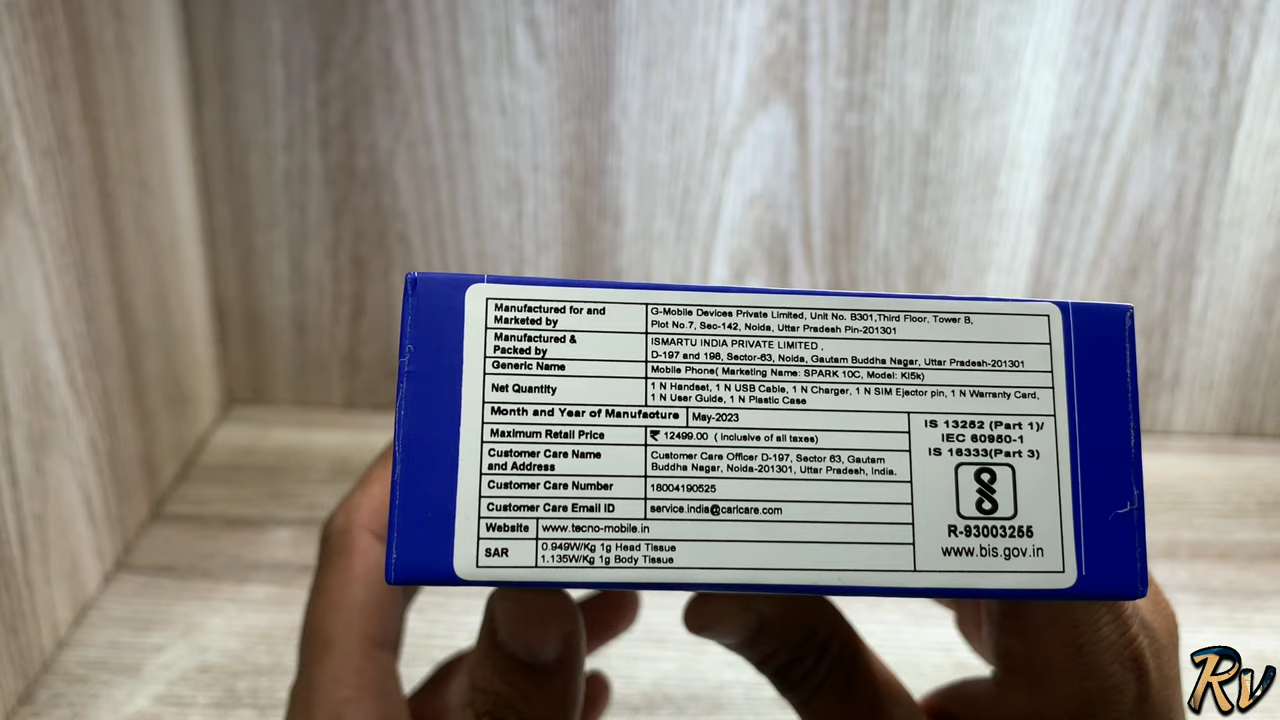 Manufactured for and
Marketed by
G-Mobile Devices Private Limited, Unit No. B301,Third Floor, Tower B,
Plot No.7, Sec-142, Noida, Uttar Pradesh Pin-201301
Manufactured &
Packed by
ISMARTU INDIA PRIVATE LIMITED ,
D-197 and 198, Sector-63, Noida, Gautam Buddha Nagar, Uttar Pradesh-201301
Generic Name
Mobile Phone( Marketing Name: SPARK 10C, Model: KI5k)
Net Quantity
1 N Handset, 1 N USB Cable, 1 N Charger, 1 N SIM Ejector pin, 1 N Warranty Card,
1 N User Guide, 1 N Plastic Case
Month and Year of Manufacture
May-2023
Maximum Retail Price
₹ 12499.00 ( Inclusive of all taxes)
Customer Care Name
and Address
Customer Care Officer D-197, Sector 63, Gautam
Buddha Nagar, Noida-201301, Uttar Pradesh, India.
Customer Care Number
18004190525
Customer Care Email ID
service.india@carlcare.com
Website
www.tecno-mobile.in
SAR
0.949W/Kg 1g Head Tissue
1.135W/Kg 1g Body Tissue
IS 13252 (Part 1)/
IEC 60950-1
IS 16333(Part 3)
R-93003255
www.bis.gov.in
Rv